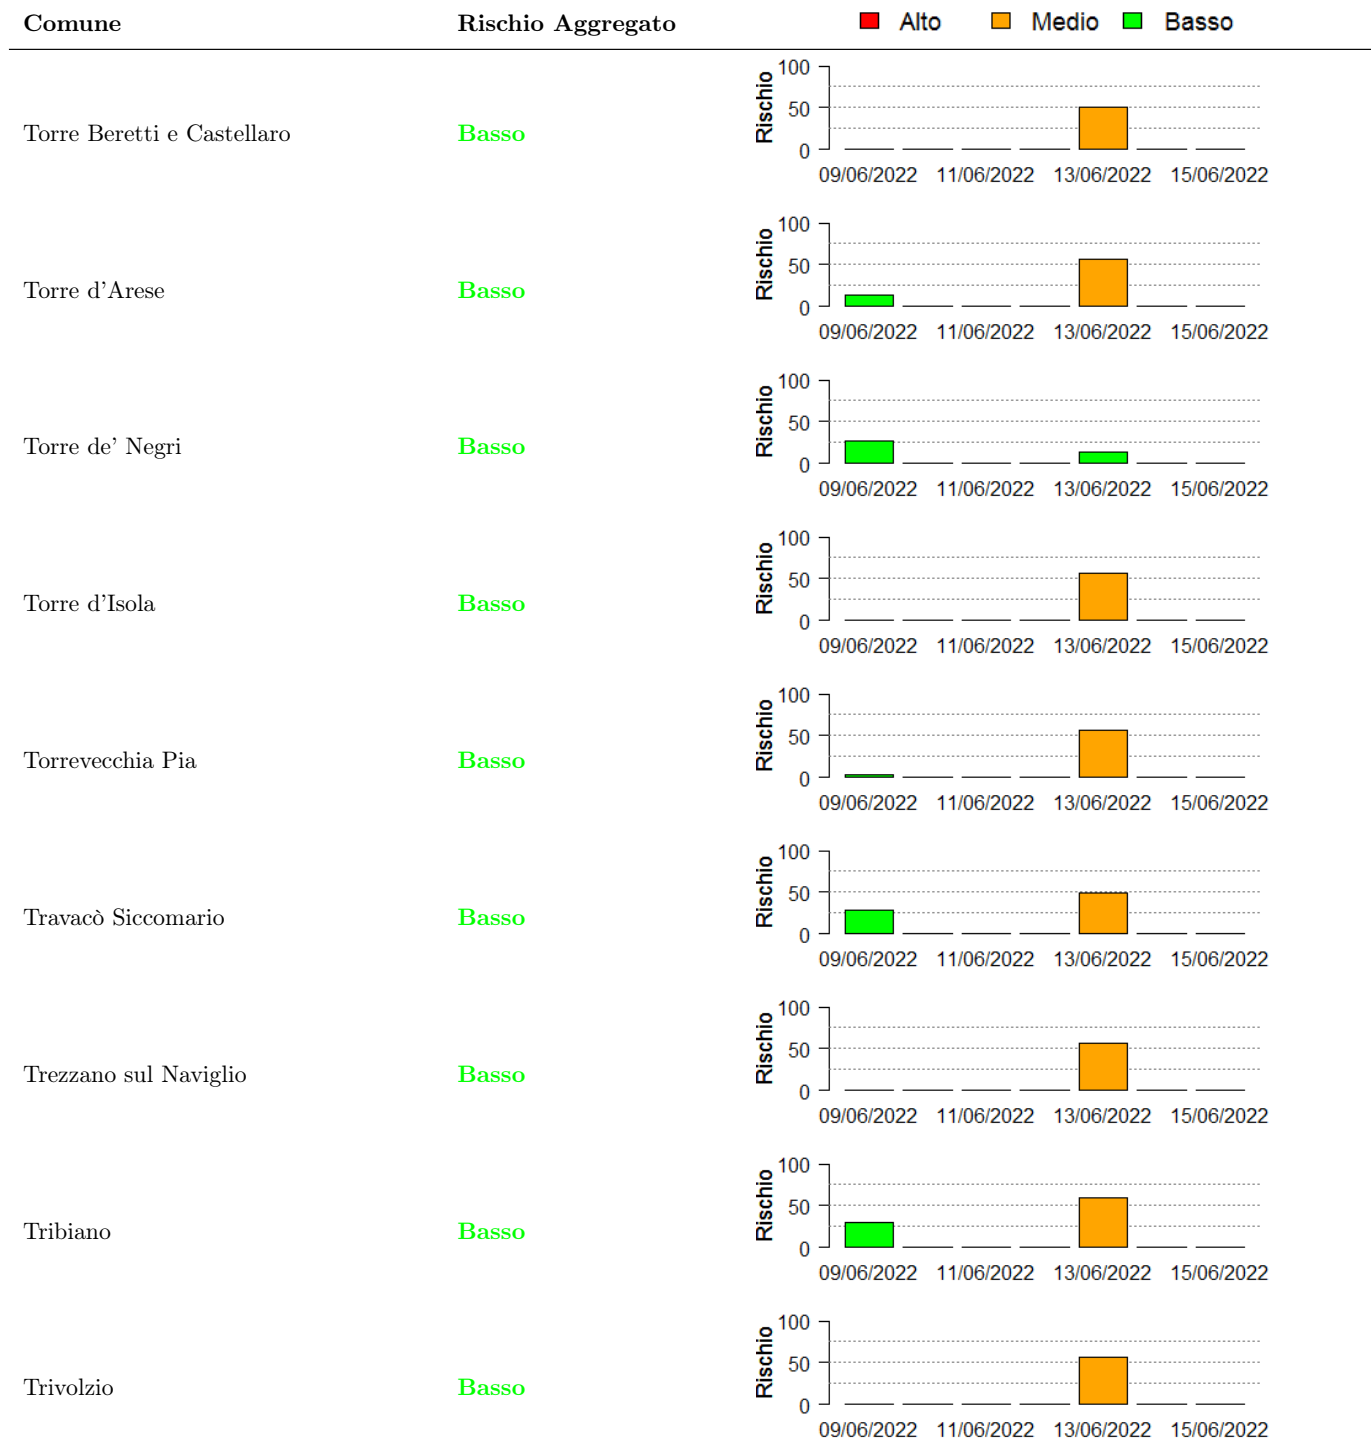 Comune Rischio Aggregato Alto Medio Basso
Torre Beretti e Castellaro Basso
Rischio
100
50
0
09/06/2022 11/06/2022 13/06/2022 15/06/2022
Torre d'Arese Basso
Rischio
100
50
0
09/06/2022 11/06/2022 13/06/2022 15/06/2022
Torre de' Negri Basso
Rischio
100
50
0
09/06/2022 11/06/2022 13/06/2022 15/06/2022
Torre d'Isola Basso
Rischio
100
50
0
09/06/2022 11/06/2022 13/06/2022 15/06/2022
Torrevecchia Pia Basso
Rischio
100
50
0
09/06/2022 11/06/2022 13/06/2022 15/06/2022
Travacò Siccomario Basso
Rischio
100
50
0
09/06/2022 11/06/2022 13/06/2022 15/06/2022
Trezzano sul Naviglio Basso
Rischio
100
50
0
09/06/2022 11/06/2022 13/06/2022 15/06/2022
Tribiano Basso
Rischio
100
50
0
09/06/2022 11/06/2022 13/06/2022 15/06/2022
Trivolzio Basso
Rischio
100
50
0
09/06/2022 11/06/2022 13/06/2022 15/06/2022